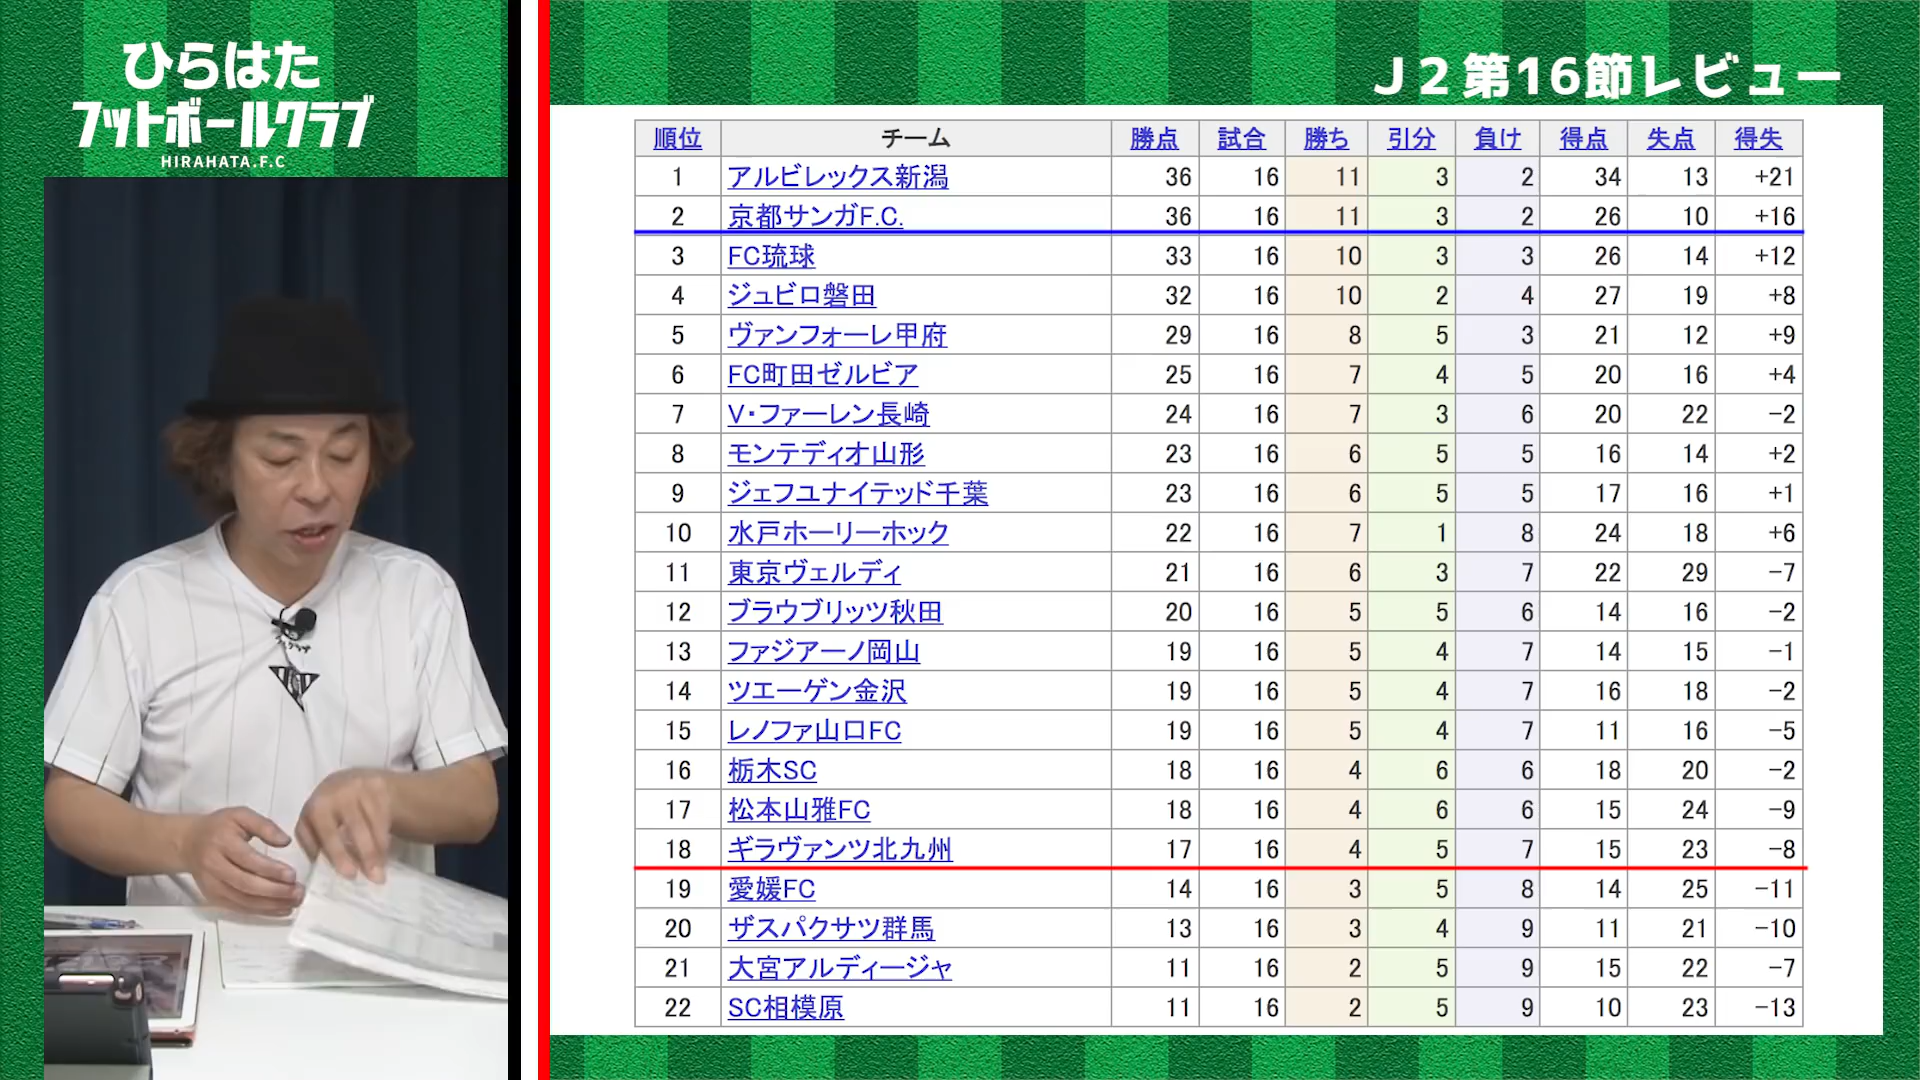 ひらはた
フットボールクラブ
HIRAHATA.F.C
J2第16節レビュー
順位 チーム 勝点 試合 勝ち 引分 負け 得点 失点 得失
1 アルビレックス新潟 36 16 11 3 2 34 13 +21
2 京都サンガF.C. 36 16 11 3 2 26 10 +16
3 FC琉球 33 16 10 3 3 26 14 +12
4 ジュビロ磐田 32 16 10 2 4 27 19 +8
5 ヴァンフォーレ甲府 29 16 8 5 3 21 12 +9
6 FC町田ゼルビア 25 16 7 4 5 20 16 +4
7 V・ファーレン長崎 24 16 7 3 6 20 22 −2
8 モンテディオ山形 23 16 6 5 5 16 14 +2
9 ジェフユナイテッド千葉 23 16 6 5 5 17 16 +1
10 水戸ホーリーホック 22 16 7 1 8 24 18 +6
11 東京ヴェルディ 21 16 6 3 7 22 29 −7
12 ブラウブリッツ秋田 20 16 5 5 6 14 16 −2
13 ファジアーノ岡山 19 16 5 4 7 14 15 −1
14 ツエーゲン金沢 19 16 5 4 7 16 18 −2
15 レノファ山口FC 19 16 5 4 7 11 16 −5
16 栃木SC 18 16 4 6 6 18 20 −2
17 松本山雅FC 18 16 4 6 6 15 24 −9
18 ギラヴァンツ北九州 17 16 4 5 7 15 23 −8
19 愛媛FC 14 16 3 5 8 14 25 −11
20 ザスパクサツ群馬 13 16 3 4 9 11 21 −10
21 大宮アルディージャ 11 16 2 5 9 15 22 −7
22 SC相模原 11 16 2 5 9 10 23 −13